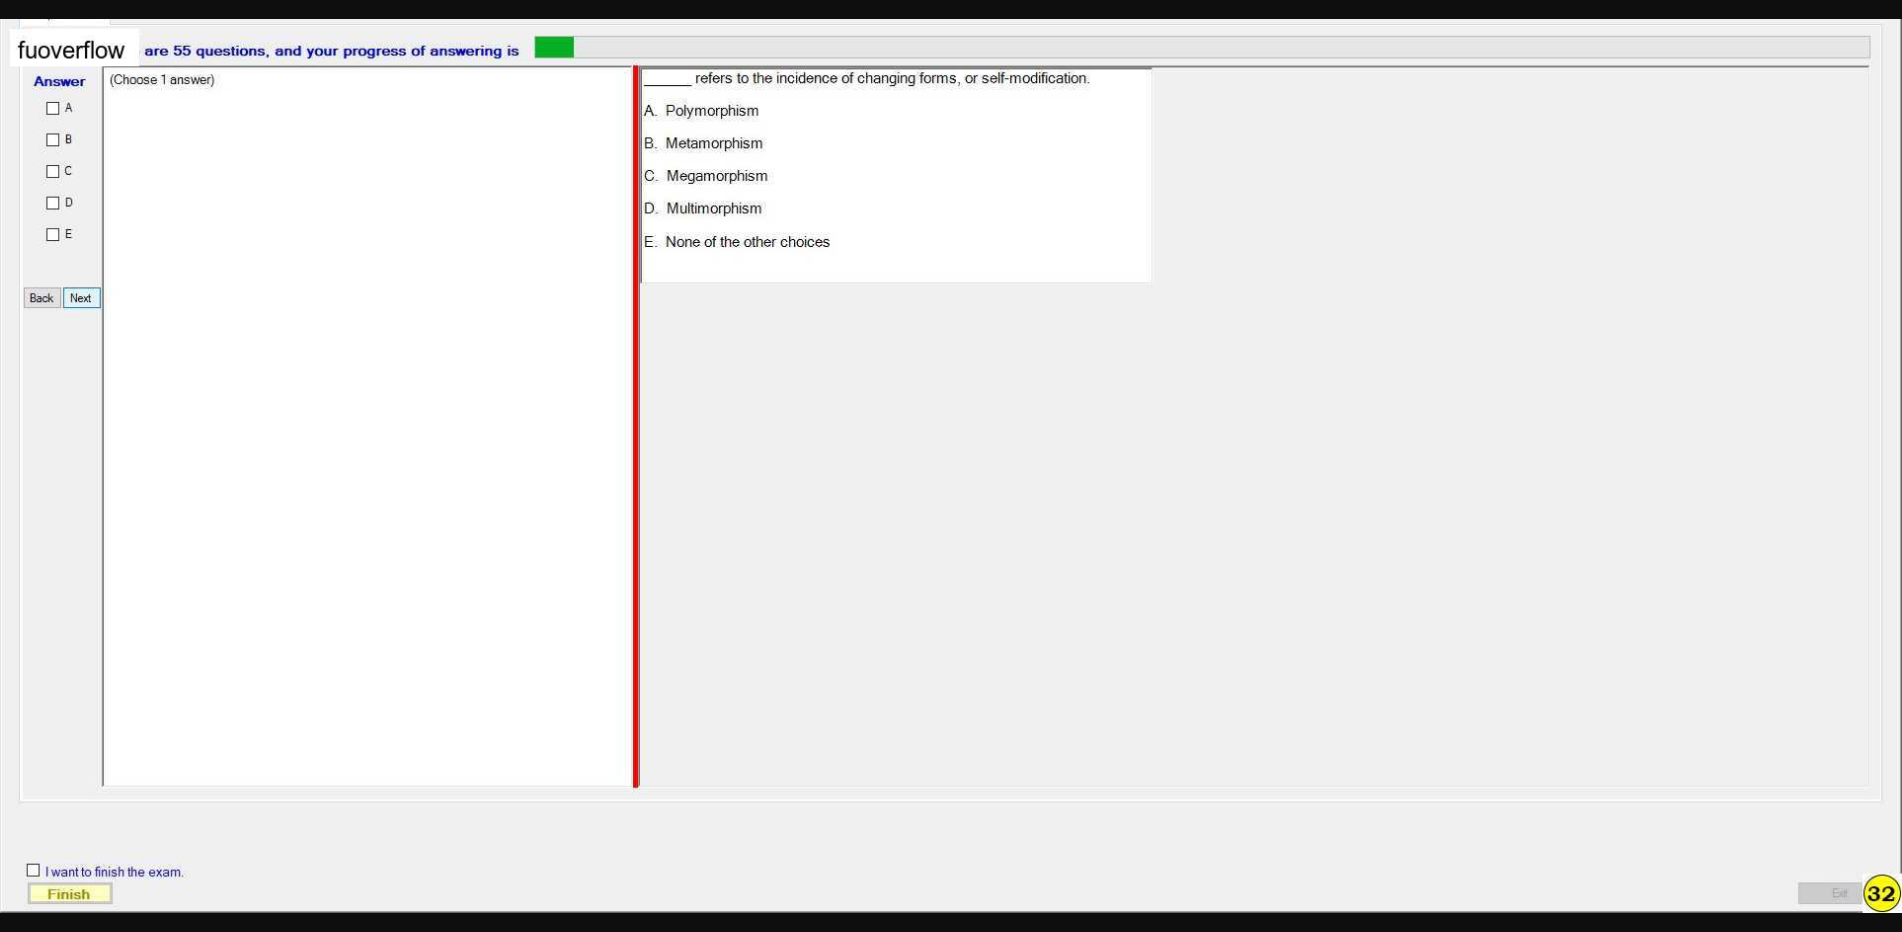 fuoverflow are 55 questions, and your progress of answering is
Answer
(Choose 1 answer)
A
B
C
D
E
Back Next
______ refers to the incidence of changing forms, or self-modification.
A. Polymorphism
B. Metamorphism
C. Megamorphism
D. Multimorphism
E. None of the other choices
I want to finish the exam.
Finish
Exit
32